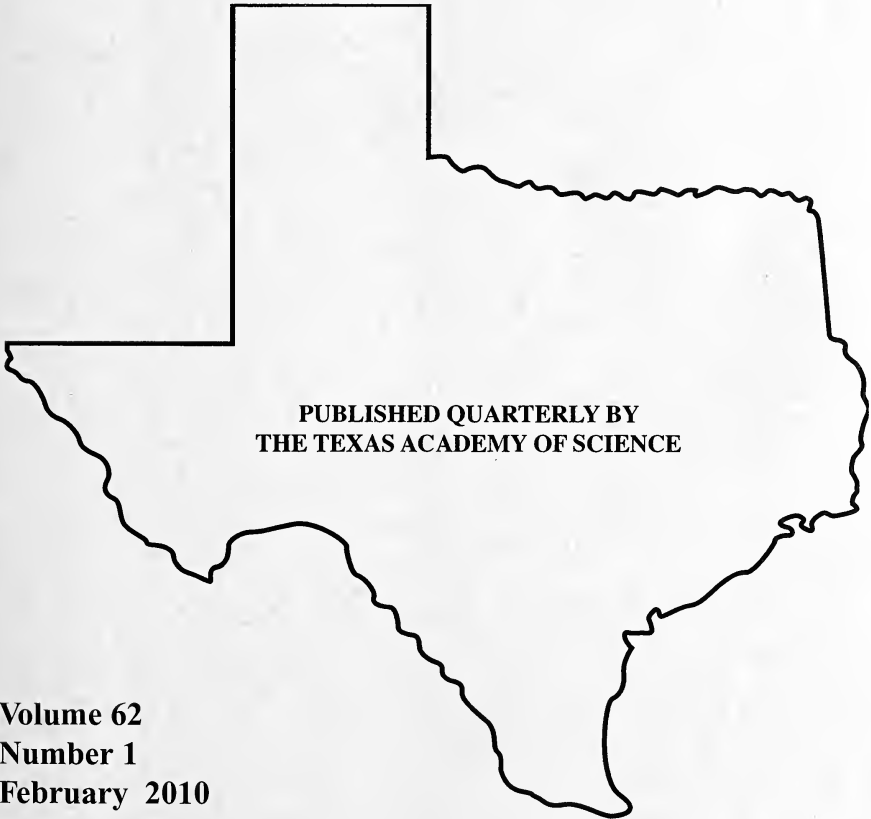 PUBLISHED QUARTERLY BY
THE TEXAS ACADEMY OF SCIENCE
Volume 62
Number 1
February 2010